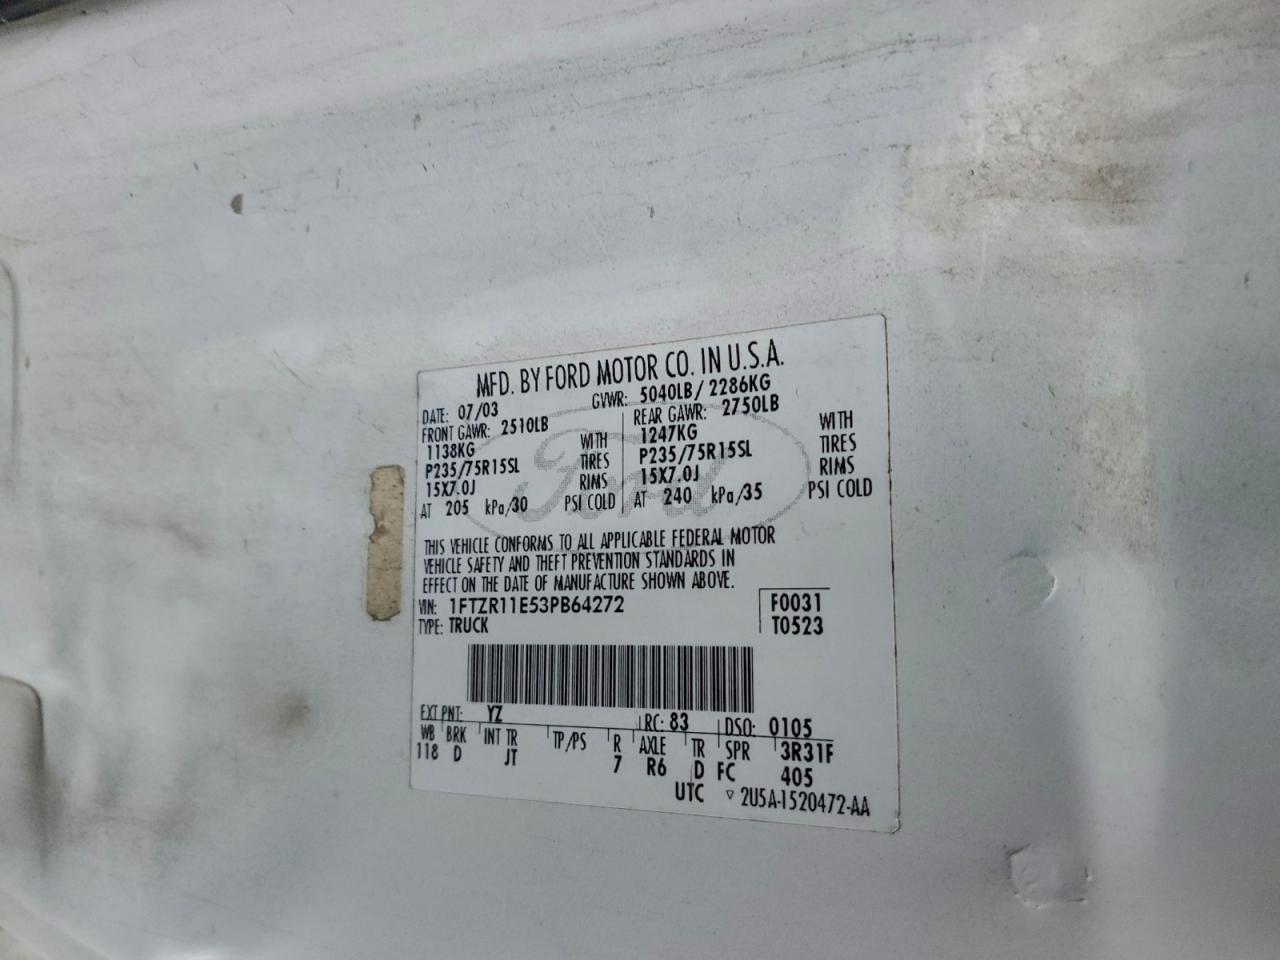 MFD. BY FORD MOTOR CO. IN U.S.A.
DATE: 07/03 GVWR: 5040LB/ 2286KG
FRONT GAWR: 2510LB REAR GAWR: 2750LB
1138KG WITH 1247KG WITH
P235/75R15SL TIRES P235/75R15SL TIRES
15X7.0J RIMS 15X7.0J RIMS
AT 205 kPa/30 PSI COLD AT 240 kPa/35 PSI COLD
Ford
THIS VEHICLE CONFORMS TO ALL APPLICABLE FEDERAL MOTOR
VEHICLE SAFETY AND THEFT PREVENTION STANDARDS IN
EFFECT ON THE DATE OF MANUFACTURE SHOWN ABOVE.
VIN: 1FTZR11E53PB64272 F0031
TYPE: TRUCK T0523
EXT PNT: YZ RC: 83 DSO: 0105
WB BRK INT TR TP/PS R AXLE TR SPR 3R31F
118 D JT 7 R6 D FC 405
UTC ▽ 2U5A-1520472-AA